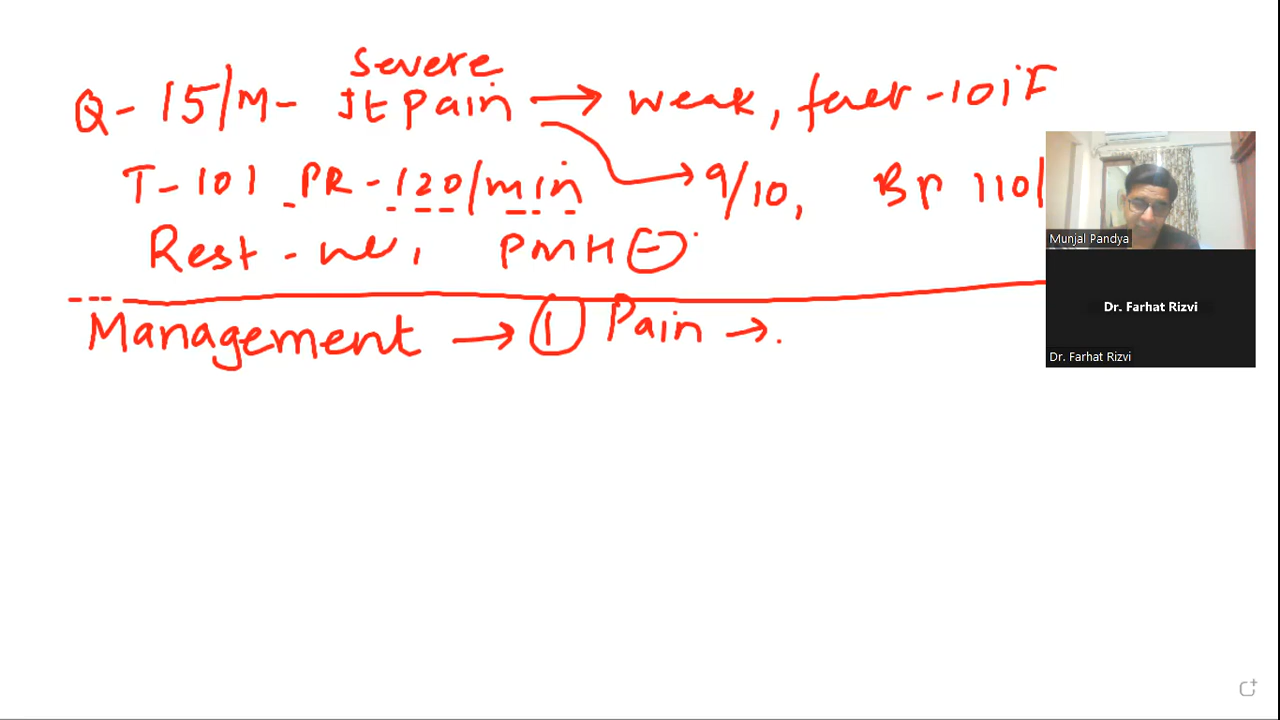 Severe
Q - 15/M - Jt Pain → weak, fever - 101°F
T - 101 PR - 120/min → 9/10, BP 110/
Rest - NL, PMH ⊖
Management → ① Pain →
Munjal Pandya
Dr. Farhat Rizvi
Dr. Farhat Rizvi